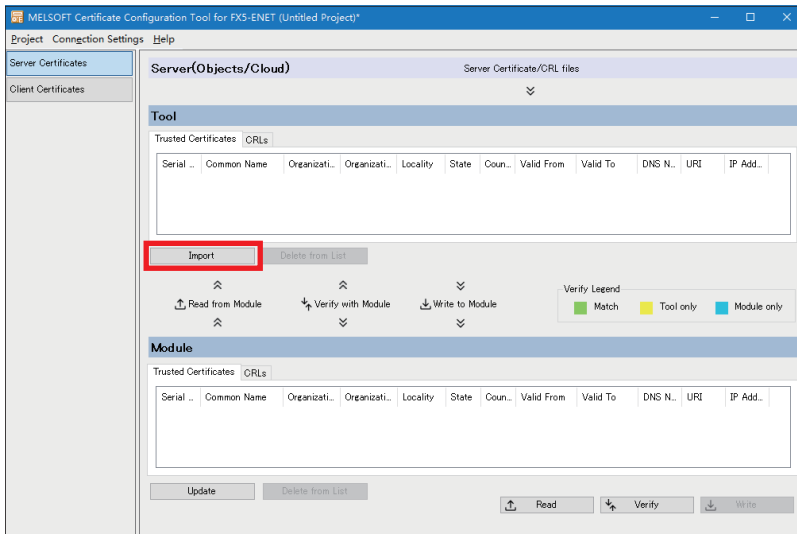 MELSOFT Certificate Configuration Tool for FX5-ENET (Untitled Project)*
Project Connection Settings Help
Server Certificates
Client Certificates
Server(Objects/Cloud) Server Certificate/CRL files
Tool
Trusted Certificates CRLs
Serial ... Common Name Organizati... Organizati... Locality State Coun... Valid From Valid To DNS N... URI IP Add...
Import Delete from List
Read from Module Verify with Module Write to Module
Verify Legend
Match Tool only Module only
Module
Trusted Certificates CRLs
Serial ... Common Name Organizati... Organizati... Locality State Coun... Valid From Valid To DNS N... URI IP Add...
Update Delete from List
Read Verify Write